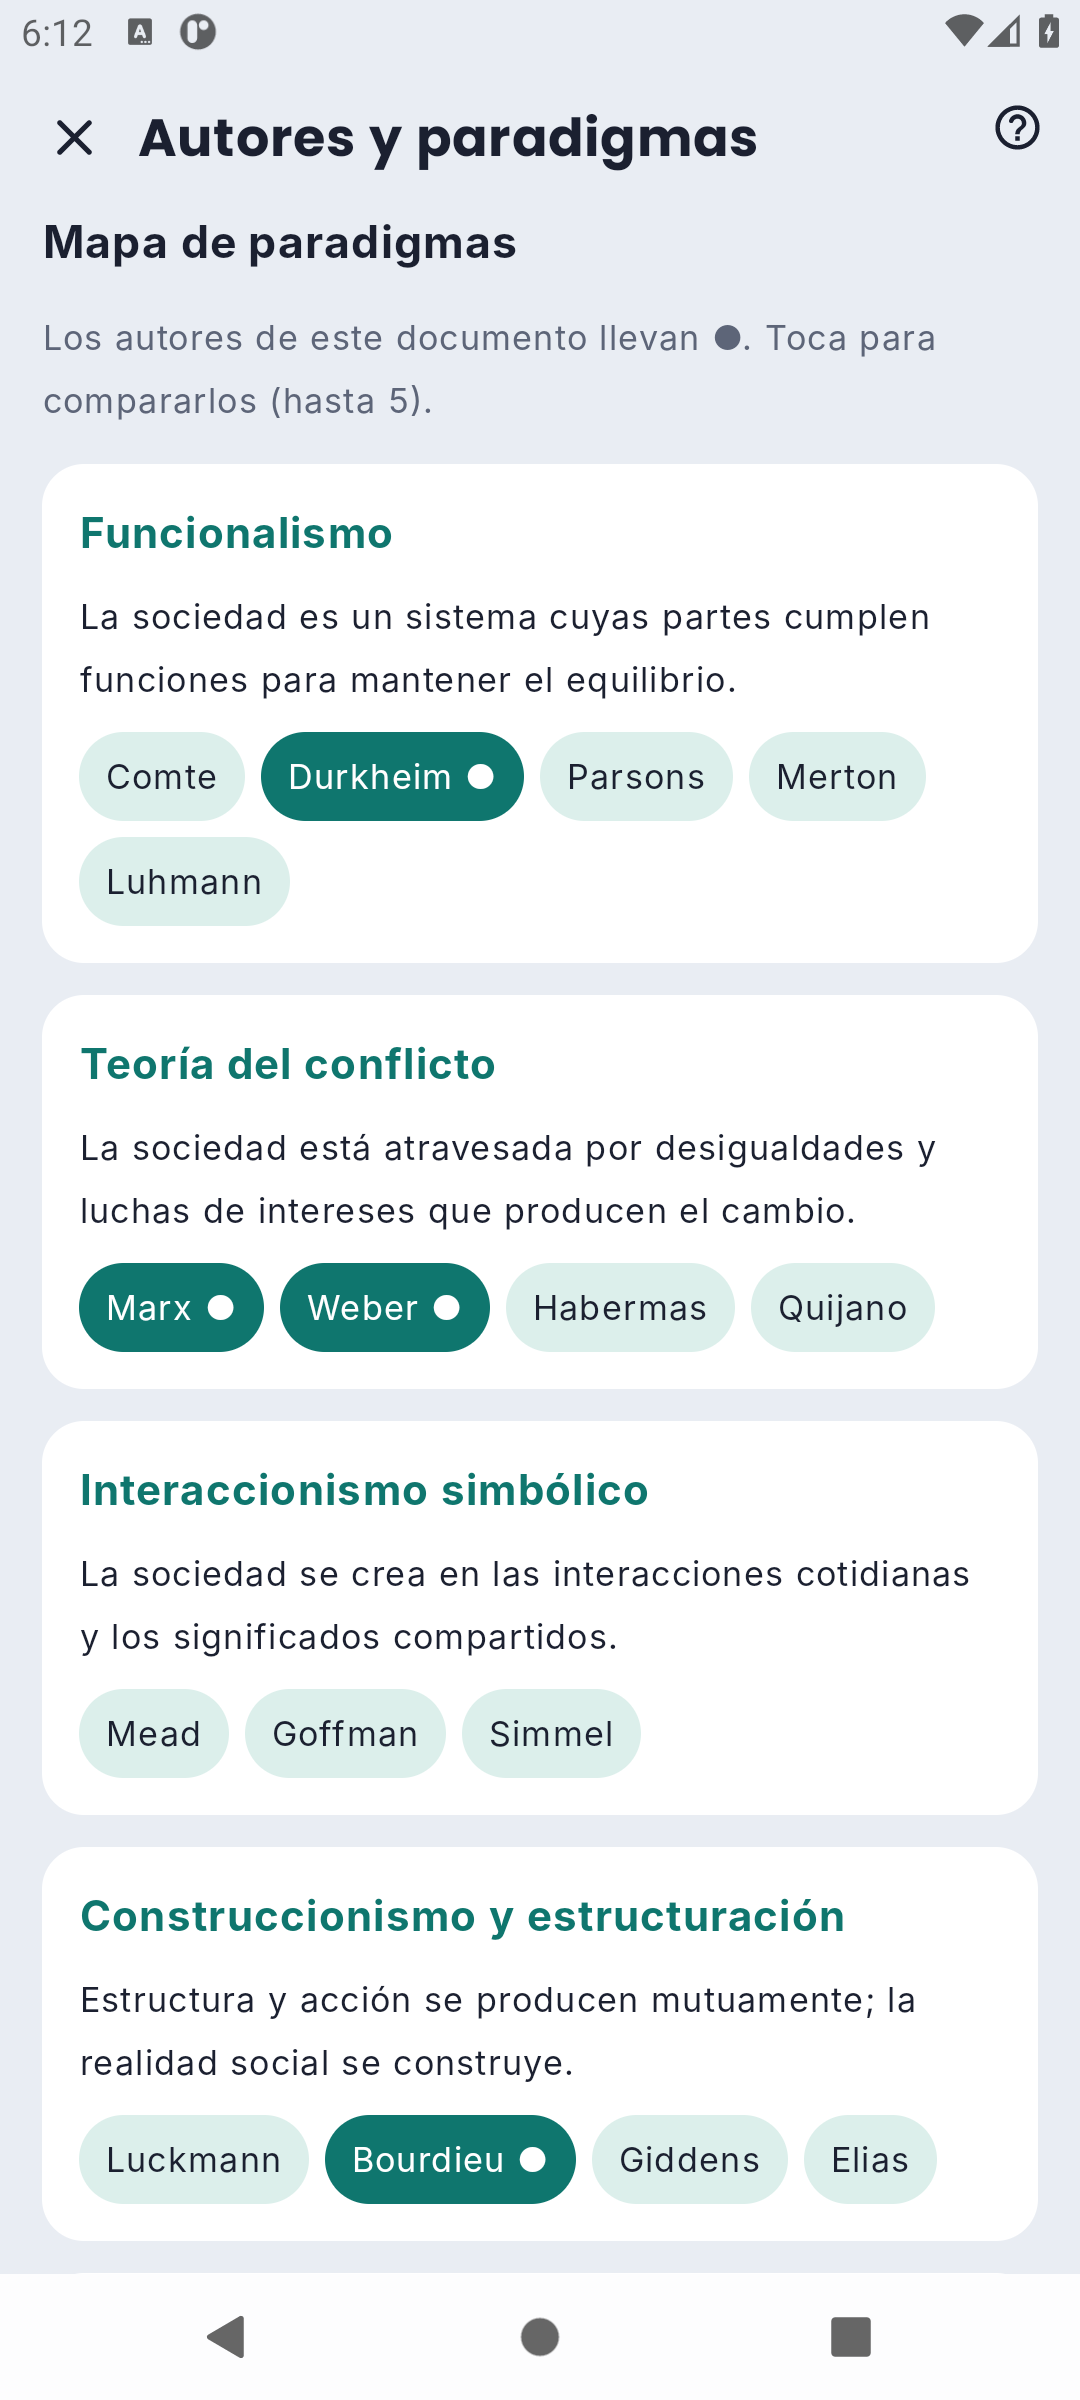 6:12
Autores y paradigmas
Mapa de paradigmas
Los autores de este documento llevan ●. Toca para
compararlos (hasta 5).
Funcionalismo
La sociedad es un sistema cuyas partes cumplen
funciones para mantener el equilibrio.
Comte Durkheim ● Parsons Merton
Luhmann
Teoría del conflicto
La sociedad está atravesada por desigualdades y
luchas de intereses que producen el cambio.
Marx ● Weber ● Habermas Quijano
Interaccionismo simbólico
La sociedad se crea en las interacciones cotidianas
y los significados compartidos.
Mead Goffman Simmel
Construccionismo y estructuración
Estructura y acción se producen mutuamente; la
realidad social se construye.
Luckmann Bourdieu ● Giddens Elias